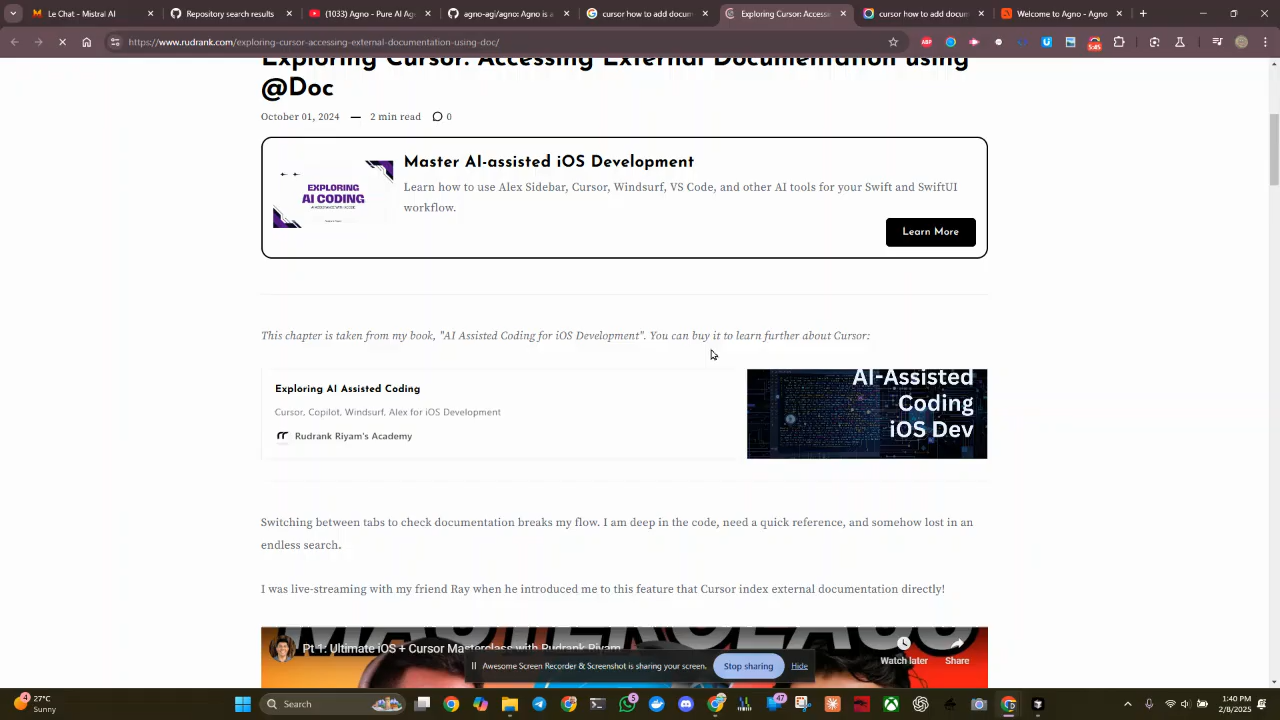 Le Chat - Mistral AI
Repository search results
(1033) Agno - Pure AI Ag
agno-agi/agno: Agno is a
cursor how to add docum
Exploring Cursor: Accessi
cursor how to add docum
Welcome to Agno - Agno
https://www.rudrank.com/exploring-cursor-accessing-external-documentation-using-doc/
Exploring Cursor: Accessing External Documentation using
@Doc
October 01, 2024 — 2 min read 0
EXPLORING
AI CODING
Master AI-assisted iOS Development
Learn how to use Alex Sidebar, Cursor, Windsurf, VS Code, and other AI tools for your Swift and SwiftUI
workflow.
Learn More
This chapter is taken from my book, "AI Assisted Coding for iOS Development". You can buy it to learn further about Cursor:
Exploring AI Assisted Coding
Cursor, Copilot, Windsurf, Alex for iOS Development
Rudrank Riyam's Academy
AI-Assisted
Coding
iOS Dev
Switching between tabs to check documentation breaks my flow. I am deep in the code, need a quick reference, and somehow lost in an
endless search.
I was live-streaming with my friend Ray when he introduced me to this feature that Cursor index external documentation directly!
MASTERCLASS
Pt 1: Ultimate iOS + Cursor Masterclass with Rudrank Riyam
Watch later
Share
Awesome Screen Recorder & Screenshot is sharing your screen.
Stop sharing
Hide
27°C
Sunny
Search
5
47
1:40 PM
2/8/2025